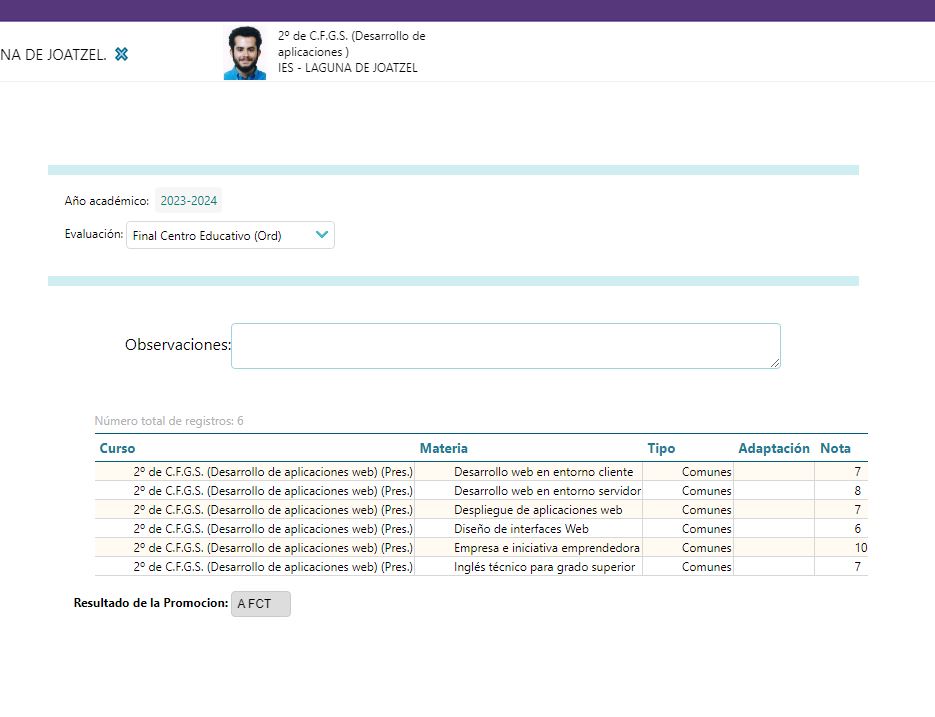 NA DE JOATZEL.
2º de C.F.G.S. (Desarrollo de
aplicaciones )
IES - LAGUNA DE JOATZEL
Año académico: 2023-2024
Evaluación: Final Centro Educativo (Ord)
Observaciones:
Número total de registros: 6
Curso Materia Tipo Adaptación Nota
2º de C.F.G.S. (Desarrollo de aplicaciones web) (Pres.) Desarrollo web en entorno cliente Comunes 7
2º de C.F.G.S. (Desarrollo de aplicaciones web) (Pres.) Desarrollo web en entorno servidor Comunes 8
2º de C.F.G.S. (Desarrollo de aplicaciones web) (Pres.) Despliegue de aplicaciones web Comunes 7
2º de C.F.G.S. (Desarrollo de aplicaciones web) (Pres.) Diseño de interfaces Web Comunes 6
2º de C.F.G.S. (Desarrollo de aplicaciones web) (Pres.) Empresa e iniciativa emprendedora Comunes 10
2º de C.F.G.S. (Desarrollo de aplicaciones web) (Pres.) Inglés técnico para grado superior Comunes 7
Resultado de la Promocion: A FCT